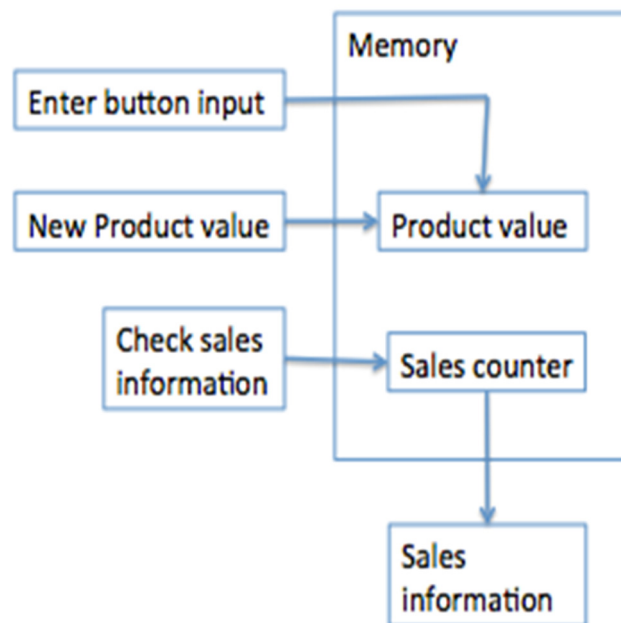 Memory
Enter button input
New Product value
Product value
Check sales
information
Sales counter
Sales
information